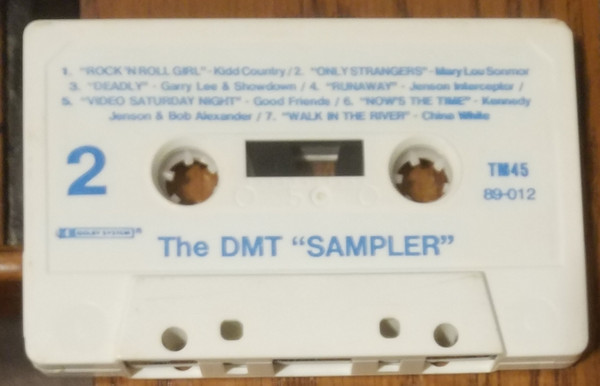 1. "ROCK 'N ROLL GIRL" - Kidd Country / 2. "ONLY STRANGERS" - Mary Lou Sonmor
3. "DEADLY" - Garry Lee & Showdown / 4. "RUNAWAY" - Jenson Interceptor /
5. "VIDEO SATURDAY NIGHT" - Good Friends / 6. "NOW'S THE TIME" - Kennedy
Jenson & Bob Alexander / 7. "WALK IN THE RIVER" - China White
2
TM45
89-012
DOLBY SYSTEM®
The DMT "SAMPLER"